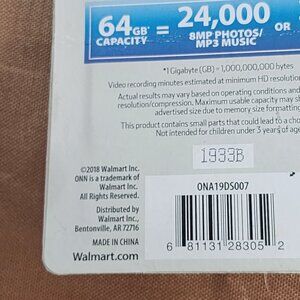 64GB* CAPACITY = 24,000 8MP PHOTOS/ MP3 MUSIC OR
*1 Gigabyte (GB) = 1,000,000,000 bytes
Video recording minutes estimated at minimum HD resolution
Actual results may vary based on operating conditions and
resolution/compression. Maximum usable capacity may
advertised size due to memory size formatting
This product contains small parts that could lead to a
Not intended for children under 3 years of age
1933B
©2018 Walmart Inc.
ONN is a trademark of
Walmart Inc.
All Rights Reserved.
Distributed by
Walmart Inc.,
Bentonville, AR 72716
MADE IN CHINA
Walmart.com
ONA19DS007
6 81131 28305 2